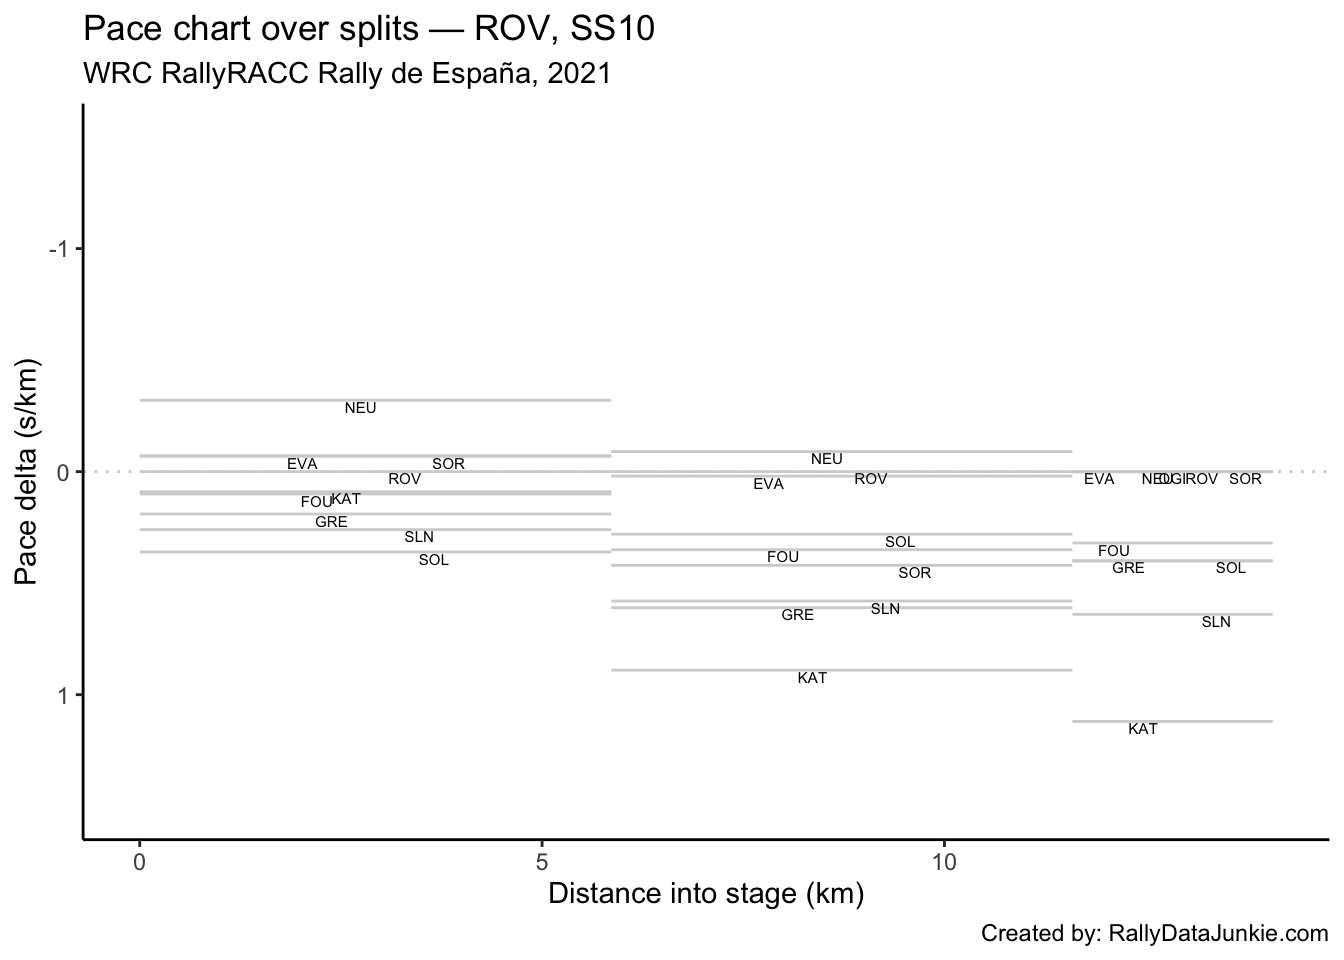 Pace chart over splits — ROV, SS10
WRC RallyRACC Rally de España, 2021
Pace delta (s/km)
-1
0
1
NEU
EVA SOR
ROV
FOU KAT
GRE
SLN
SOL
NEU
EVA ROV
SOL
FOU
SOR
GRE SLN
KAT
EVA NEU OGI ROV SOR
FOU
GRE SOL
SLN
KAT
0 5 10
Distance into stage (km)
Created by: RallyDataJunkie.com